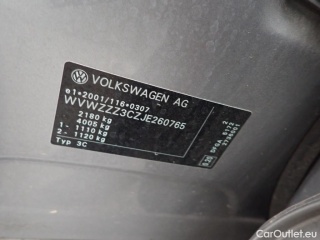 VOLKSWAGEN AG
e1*2001/116*0307
WVWZZZ3CZJE260765
2180 kg
4005 kg
1 - 1110 kg
2 - 1120 kg
Typ 3C
CarOutlet.eu